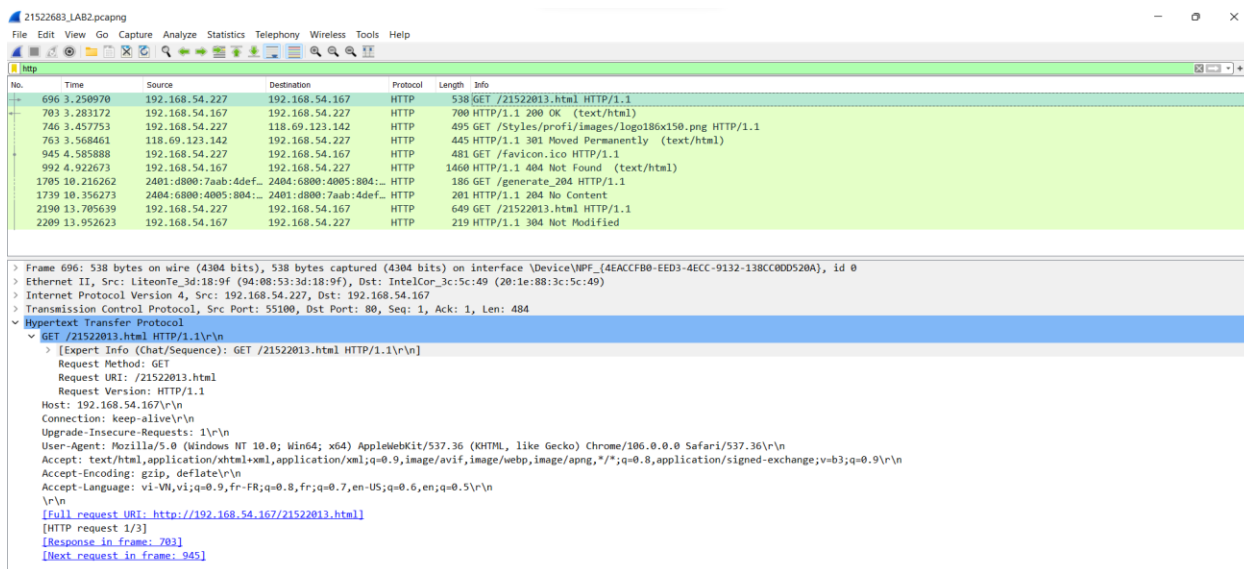 21522683_LAB2.pcapng
File Edit View Go Capture Analyze Statistics Telephony Wireless Tools Help
http
No. Time Source Destination Protocol Length Info
696 3.250970 192.168.54.227 192.168.54.167 HTTP 538 GET /21522013.html HTTP/1.1
703 3.283172 192.168.54.167 192.168.54.227 HTTP 700 HTTP/1.1 200 OK (text/html)
746 3.457753 192.168.54.227 118.69.123.142 HTTP 495 GET /Styles/profi/images/logo186x150.png HTTP/1.1
763 3.568461 118.69.123.142 192.168.54.227 HTTP 445 HTTP/1.1 301 Moved Permanently (text/html)
945 4.585888 192.168.54.227 192.168.54.167 HTTP 481 GET /favicon.ico HTTP/1.1
992 4.922673 192.168.54.167 192.168.54.227 HTTP 1460 HTTP/1.1 404 Not Found (text/html)
1705 10.216262 2401:d800:7aab:4def… 2404:6800:4005:804:… HTTP 186 GET /generate_204 HTTP/1.1
1739 10.356273 2404:6800:4005:804:… 2401:d800:7aab:4def… HTTP 201 HTTP/1.1 204 No Content
2190 13.705639 192.168.54.227 192.168.54.167 HTTP 649 GET /21522013.html HTTP/1.1
2209 13.952623 192.168.54.167 192.168.54.227 HTTP 219 HTTP/1.1 304 Not Modified
Frame 696: 538 bytes on wire (4304 bits), 538 bytes captured (4304 bits) on interface \Device\NPF_{4EACCFB0-EED3-4ECC-9132-138CC0DD520A}, id 0
Ethernet II, Src: LiteonTe_3d:18:9f (94:08:53:3d:18:9f), Dst: IntelCor_3c:5c:49 (20:1e:88:3c:5c:49)
Internet Protocol Version 4, Src: 192.168.54.227, Dst: 192.168.54.167
Transmission Control Protocol, Src Port: 55100, Dst Port: 80, Seq: 1, Ack: 1, Len: 484
Hypertext Transfer Protocol
GET /21522013.html HTTP/1.1\r\n
[Expert Info (Chat/Sequence): GET /21522013.html HTTP/1.1\r\n]
Request Method: GET
Request URI: /21522013.html
Request Version: HTTP/1.1
Host: 192.168.54.167\r\n
Connection: keep-alive\r\n
Upgrade-Insecure-Requests: 1\r\n
User-Agent: Mozilla/5.0 (Windows NT 10.0; Win64; x64) AppleWebKit/537.36 (KHTML, like Gecko) Chrome/106.0.0.0 Safari/537.36\r\n
Accept: text/html,application/xhtml+xml,application/xml;q=0.9,image/avif,image/webp,image/apng,*/*;q=0.8,application/signed-exchange;v=b3;q=0.9\r\n
Accept-Encoding: gzip, deflate\r\n
Accept-Language: vi-VN,vi;q=0.9,fr-FR;q=0.8,fr;q=0.7,en-US;q=0.6,en;q=0.5\r\n
\r\n
[Full request URI: http://192.168.54.167/21522013.html]
[HTTP request 1/3]
[Response in frame: 703]
[Next request in frame: 945]